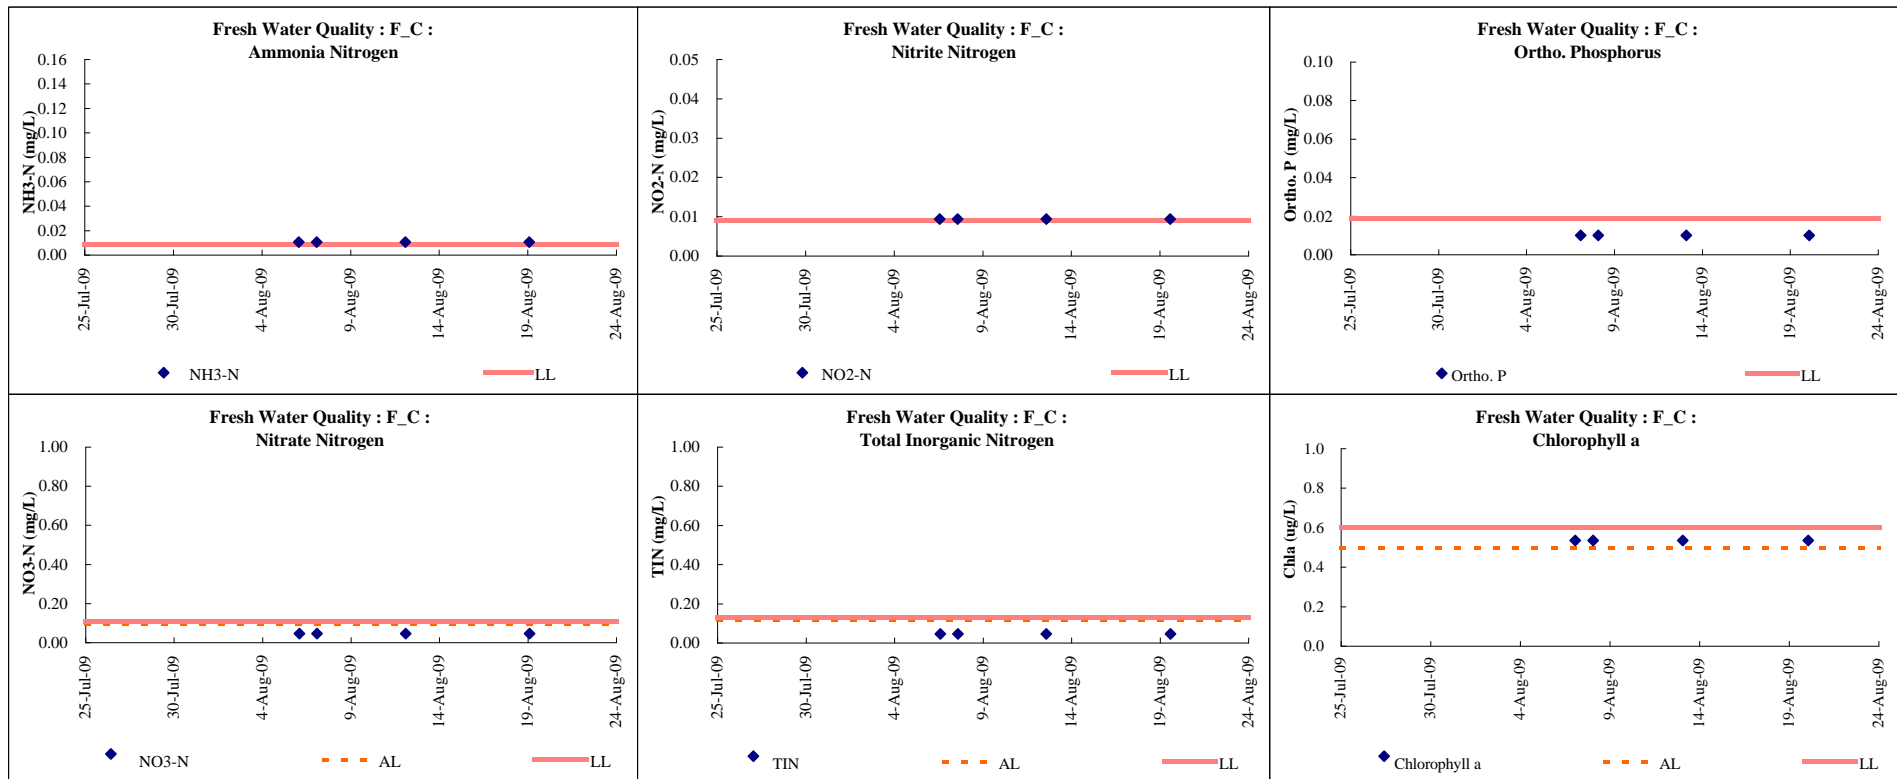 Fresh Water Quality : F_C :
Ammonia Nitrogen
NH3-N (mg/L)
0.16
0.14
0.12
0.10
0.08
0.06
0.04
0.02
0.00
25-Jul-09
30-Jul-09
4-Aug-09
9-Aug-09
14-Aug-09
19-Aug-09
24-Aug-09
NH3-N
LL
Fresh Water Quality : F_C :
Nitrite Nitrogen
NO2-N (mg/L)
0.05
0.04
0.03
0.02
0.01
0.00
25-Jul-09
30-Jul-09
4-Aug-09
9-Aug-09
14-Aug-09
19-Aug-09
24-Aug-09
NO2-N
LL
Fresh Water Quality : F_C :
Ortho. Phosphorus
Ortho. P (mg/L)
0.10
0.08
0.06
0.04
0.02
0.00
25-Jul-09
30-Jul-09
4-Aug-09
9-Aug-09
14-Aug-09
19-Aug-09
24-Aug-09
Ortho. P
LL
Fresh Water Quality : F_C :
Nitrate Nitrogen
NO3-N (mg/L)
1.00
0.80
0.60
0.40
0.20
0.00
25-Jul-09
30-Jul-09
4-Aug-09
9-Aug-09
14-Aug-09
19-Aug-09
24-Aug-09
NO3-N
AL
LL
Fresh Water Quality : F_C :
Total Inorganic Nitrogen
TIN (mg/L)
1.00
0.80
0.60
0.40
0.20
0.00
25-Jul-09
30-Jul-09
4-Aug-09
9-Aug-09
14-Aug-09
19-Aug-09
24-Aug-09
TIN
AL
LL
Fresh Water Quality : F_C :
Chlorophyll a
Chla (ug/L)
1.0
0.8
0.6
0.4
0.2
0.0
25-Jul-09
30-Jul-09
4-Aug-09
9-Aug-09
14-Aug-09
19-Aug-09
24-Aug-09
Chlorophyll a
AL
LL